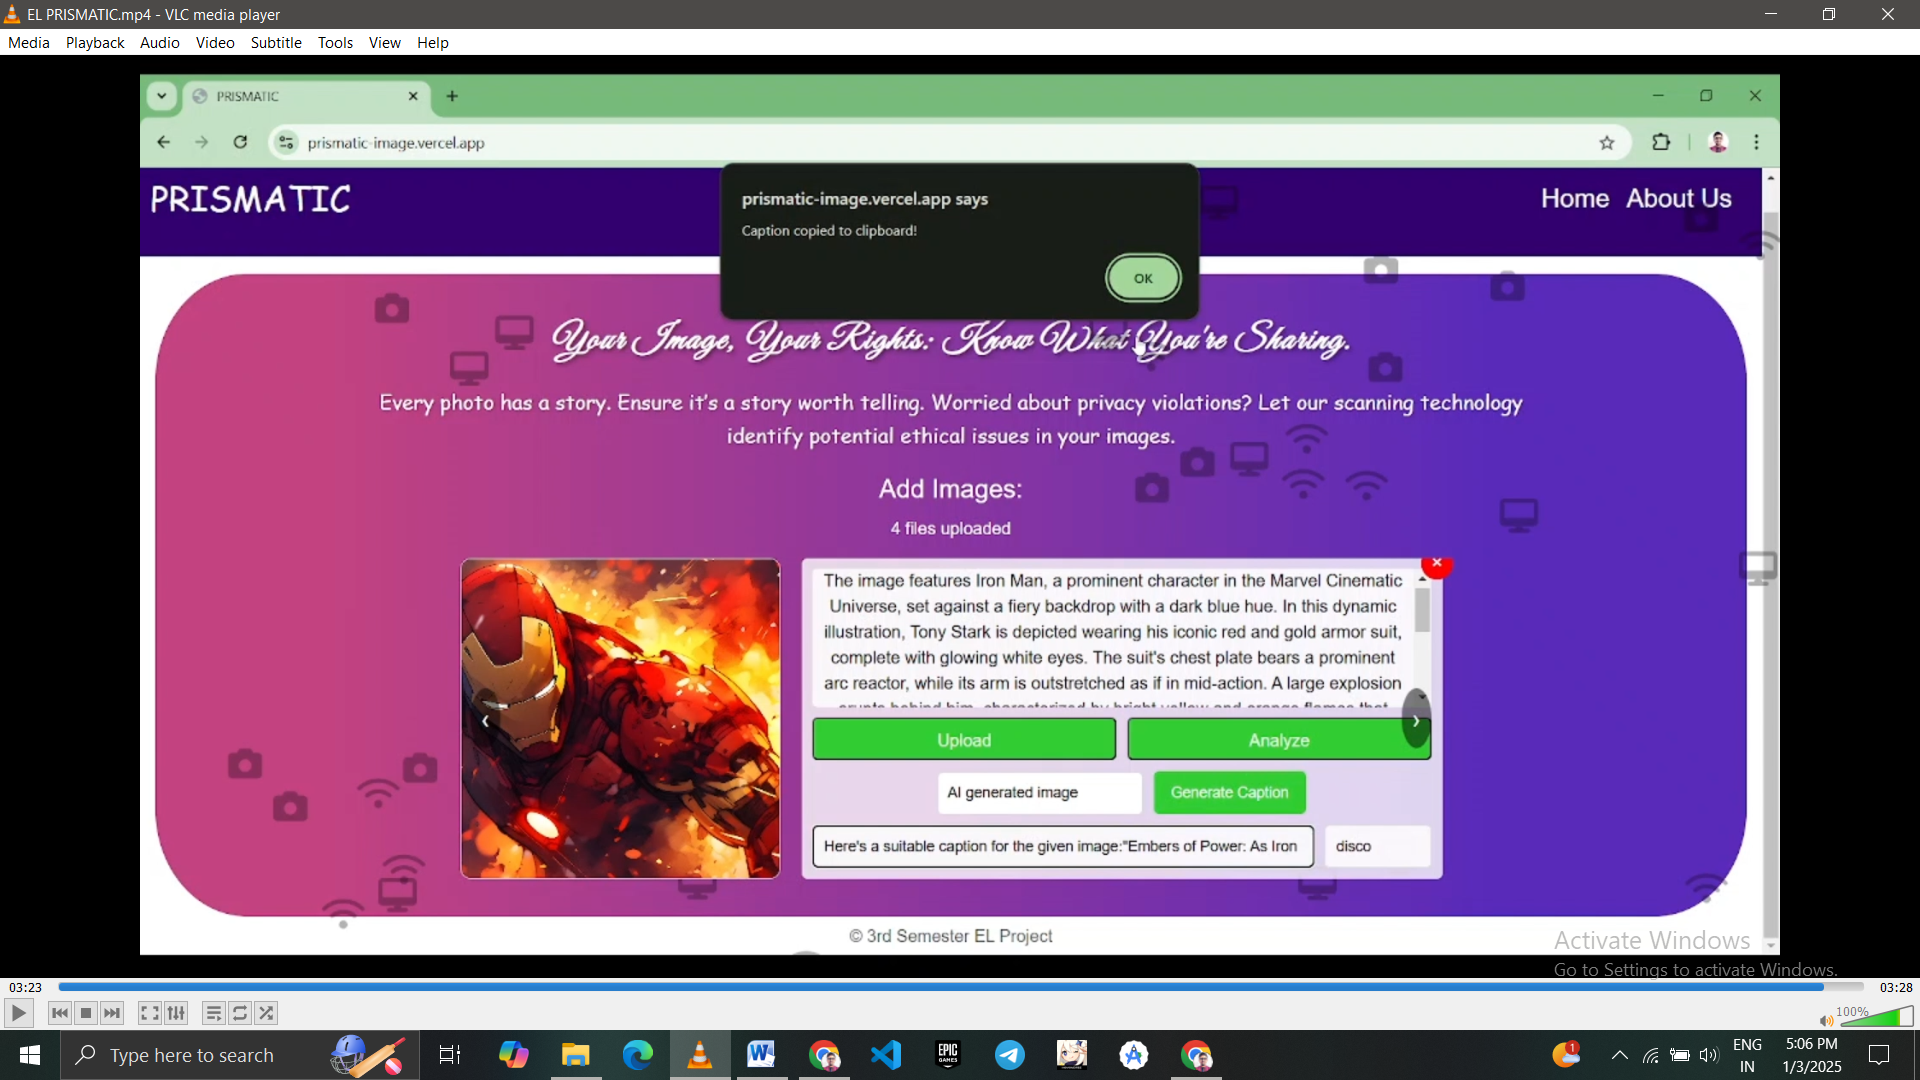 EL PRISMATIC.mp4 - VLC media player
Media Playback Audio Video Subtitle Tools View Help
PRISMATIC
prismatic-image.vercel.app
PRISMATIC
Home About Us
prismatic-image.vercel.app says
Caption copied to clipboard!
OK
Your Image, Your Rights: Know What You're Sharing.
Every photo has a story. Ensure it's a story worth telling. Worried about privacy violations? Let our scanning technology
identify potential ethical issues in your images.
Add Images:
4 files uploaded
The image features Iron Man, a prominent character in the Marvel Cinematic
Universe, set against a fiery backdrop with a dark blue hue. In this dynamic
illustration, Tony Stark is depicted wearing his iconic red and gold armor suit,
complete with glowing white eyes. The suit's chest plate bears a prominent
arc reactor, while its arm is outstretched as if in mid-action. A large explosion
Upload Analyze
AI generated image Generate Caption
Here's a suitable caption for the given image:"Embers of Power: As Iron disco
© 3rd Semester EL Project
Activate Windows
Go to Settings to activate Windows.
03:23 03:28
100%
Type here to search
EPIC
GAMES
1
ENG
IN
5:06 PM
1/3/2025